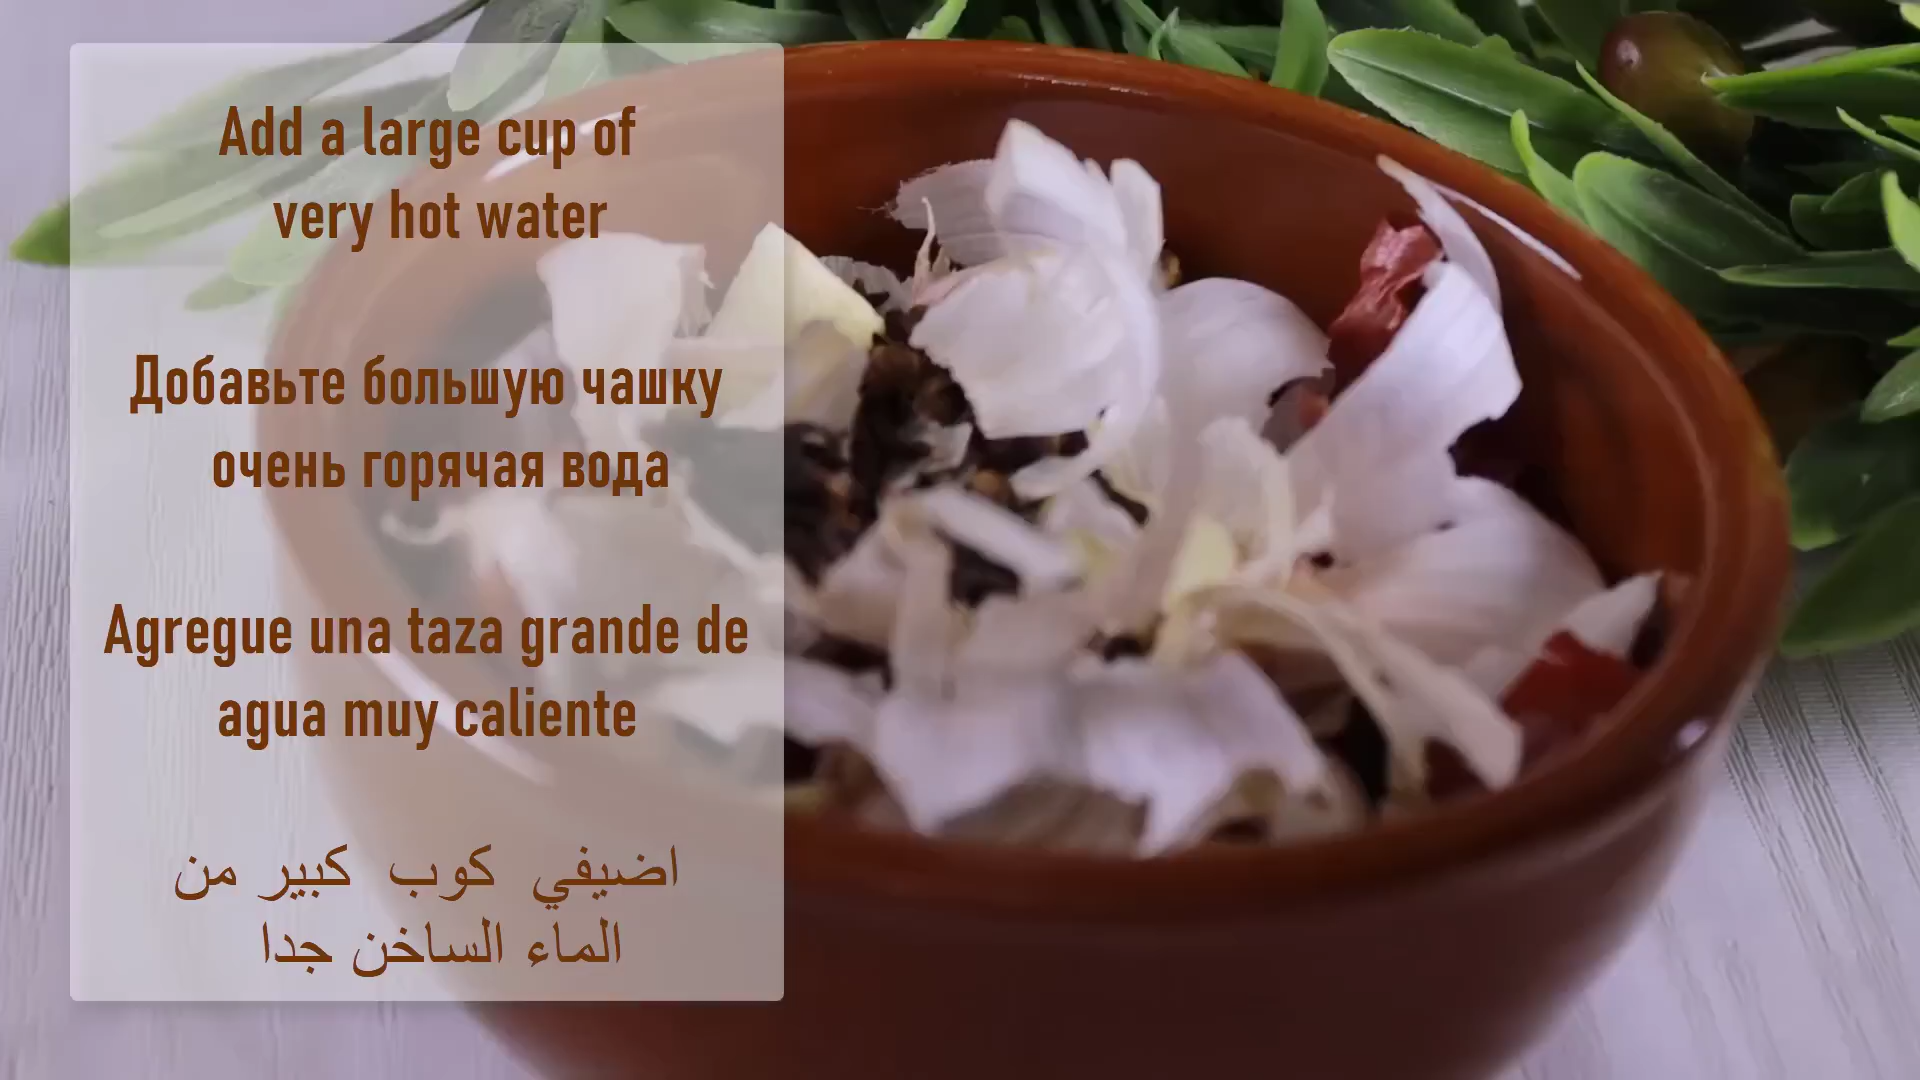 Add a large cup of
very hot water
Добавьте большую чашку
очень горячая вода
Agregue una taza grande de
agua muy caliente
اضيفي كوب كبير من
الماء الساخن جدا